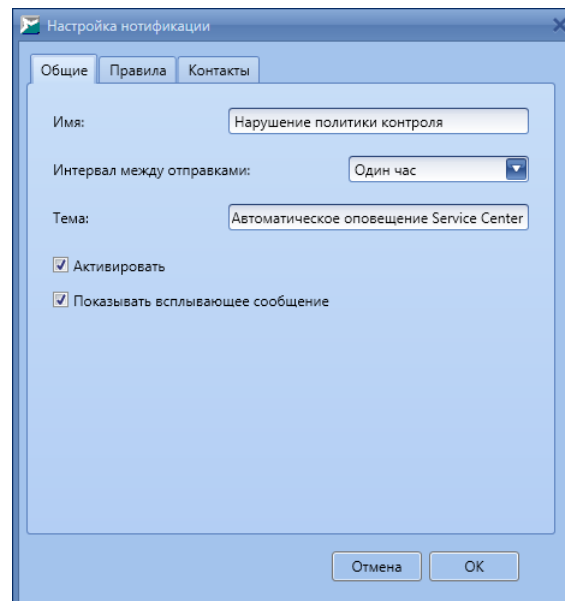 Настройка нотификации
Общие Правила Контакты
Имя: Нарушение политики контроля
Интервал между отправками: Один час
Тема: Автоматическое оповещение Service Center
Активировать
Показывать всплывающее сообщение
Отмена ОК